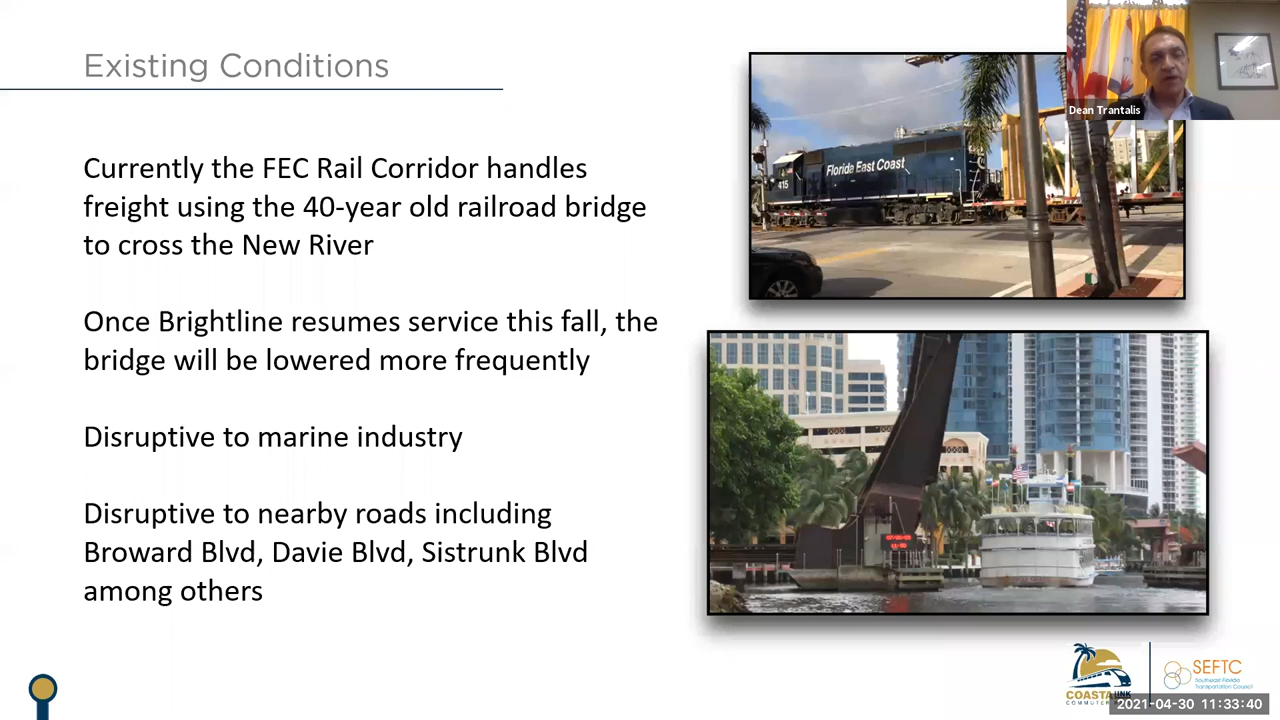 Existing Conditions
Dean Trantalis
Currently the FEC Rail Corridor handles
freight using the 40-year old railroad bridge
to cross the New River
Florida East Coast
415
Once Brightline resumes service this fall, the
bridge will be lowered more frequently
Disruptive to marine industry
Disruptive to nearby roads including
Broward Blvd, Davie Blvd, Sistrunk Blvd
among others
SEFTC
Southeast Florida
Transportation Council
2021-04-30 11:33:40